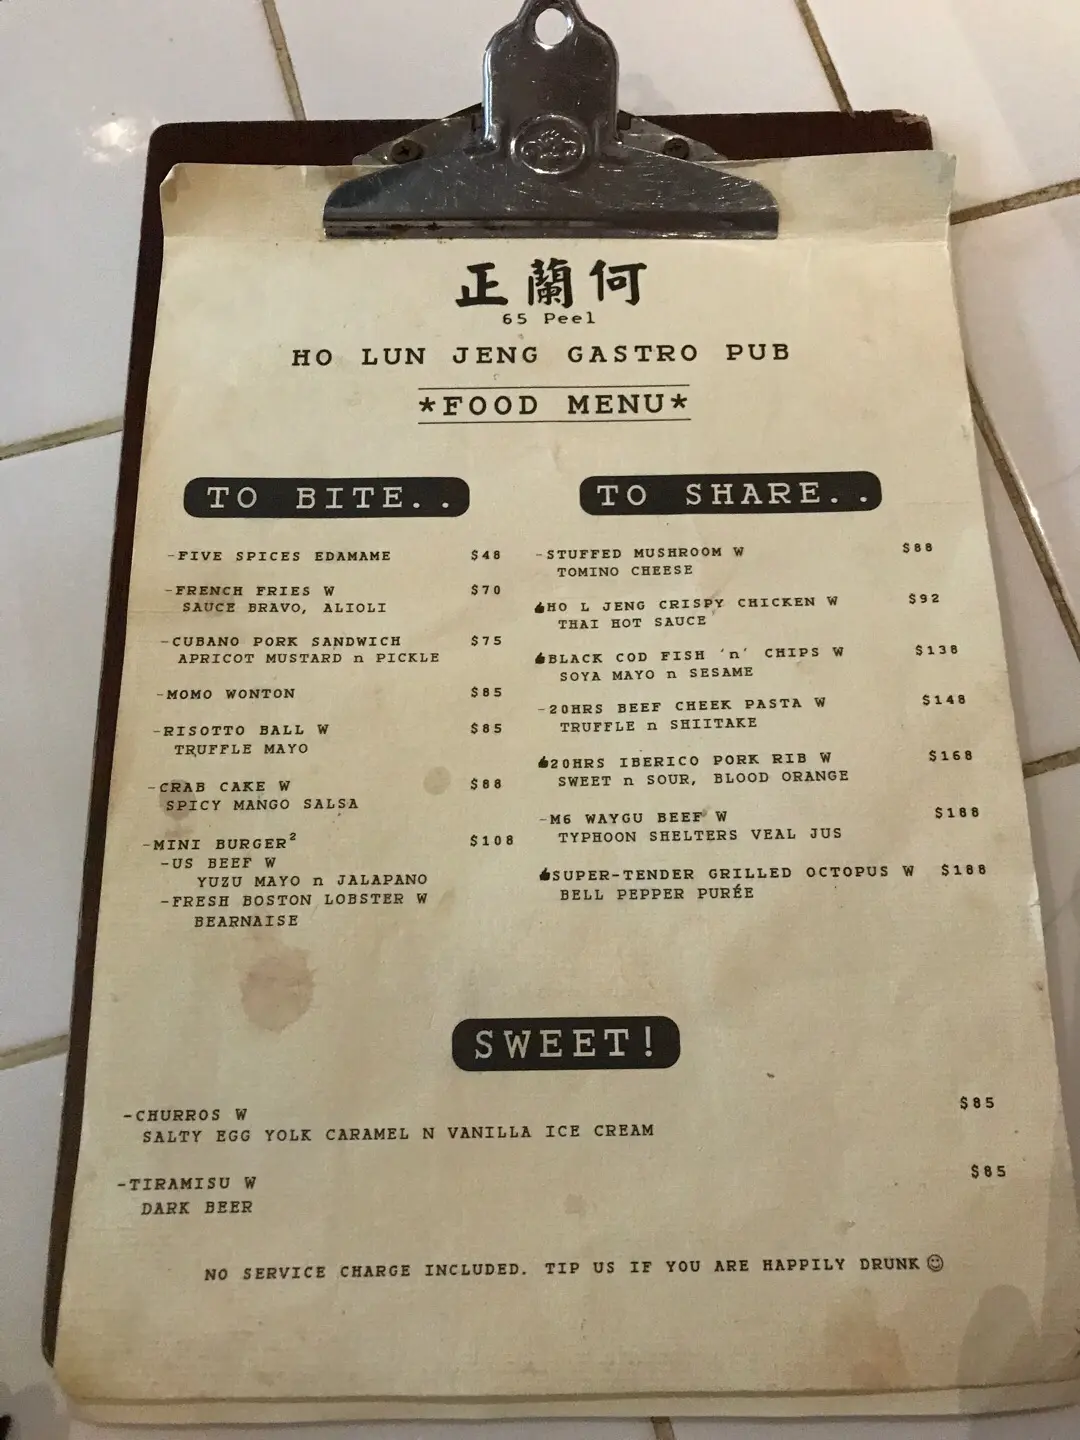 正蘭何
65 Peel
HO LUN JENG GASTRO PUB
*FOOD MENU*
TO BITE..
-FIVE SPICES EDAMAME $48
-FRENCH FRIES W $70
SAUCE BRAVO, ALIOLI
-CUBANO PORK SANDWICH $75
APRICOT MUSTARD n PICKLE
-MOMO WONTON $85
-RISOTTO BALL W $85
TRUFFLE MAYO
-CRAB CAKE W $88
SPICY MANGO SALSA
-MINI BURGER² $108
-US BEEF W
YUZU MAYO n JALAPANO
-FRESH BOSTON LOBSTER W
BEARNAISE
TO SHARE..
-STUFFED MUSHROOM W $88
TOMINO CHEESE
HO L JENG CRISPY CHICKEN W $92
THAI HOT SAUCE
BLACK COD FISH 'n' CHIPS W $138
SOYA MAYO n SESAME
-20HRS BEEF CHEEK PASTA W $148
TRUFFLE n SHIITAKE
20HRS IBERICO PORK RIB W $168
SWEET n SOUR, BLOOD ORANGE
-M6 WAYGU BEEF W $188
TYPHOON SHELTERS VEAL JUS
SUPER-TENDER GRILLED OCTOPUS W $188
BELL PEPPER PURÉE
SWEET!
-CHURROS W $85
SALTY EGG YOLK CARAMEL N VANILLA ICE CREAM
-TIRAMISU W $85
DARK BEER
NO SERVICE CHARGE INCLUDED. TIP US IF YOU ARE HAPPILY DRUNK☺